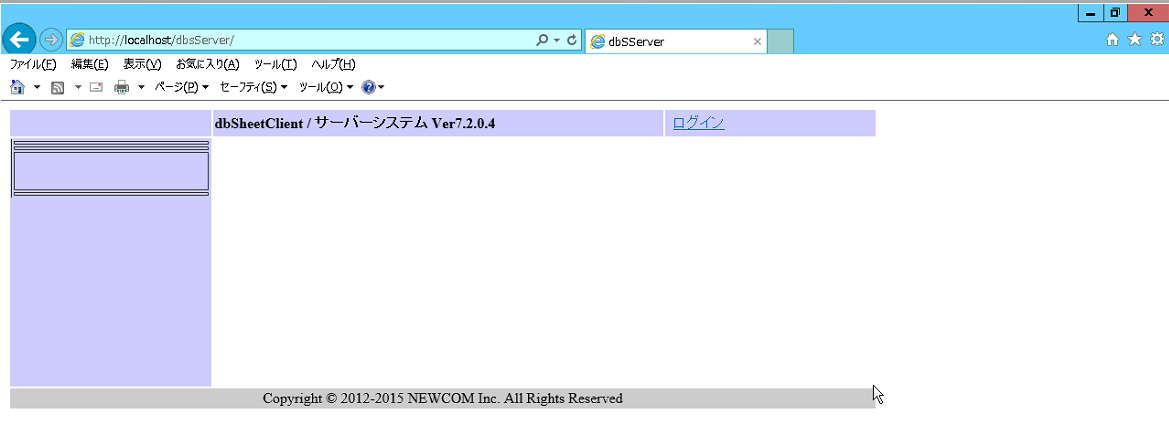 http://localhost/dbsServer/
dbSServer
ファイル(F) 編集(E) 表示(V) お気に入り(A) ツール(T) ヘルプ(H)
ページ(P) セーフティ(S) ツール(O)
dbSheetClient / サーバーシステム Ver7.2.0.4 ログイン
Copyright © 2012-2015 NEWCOM Inc. All Rights Reserved